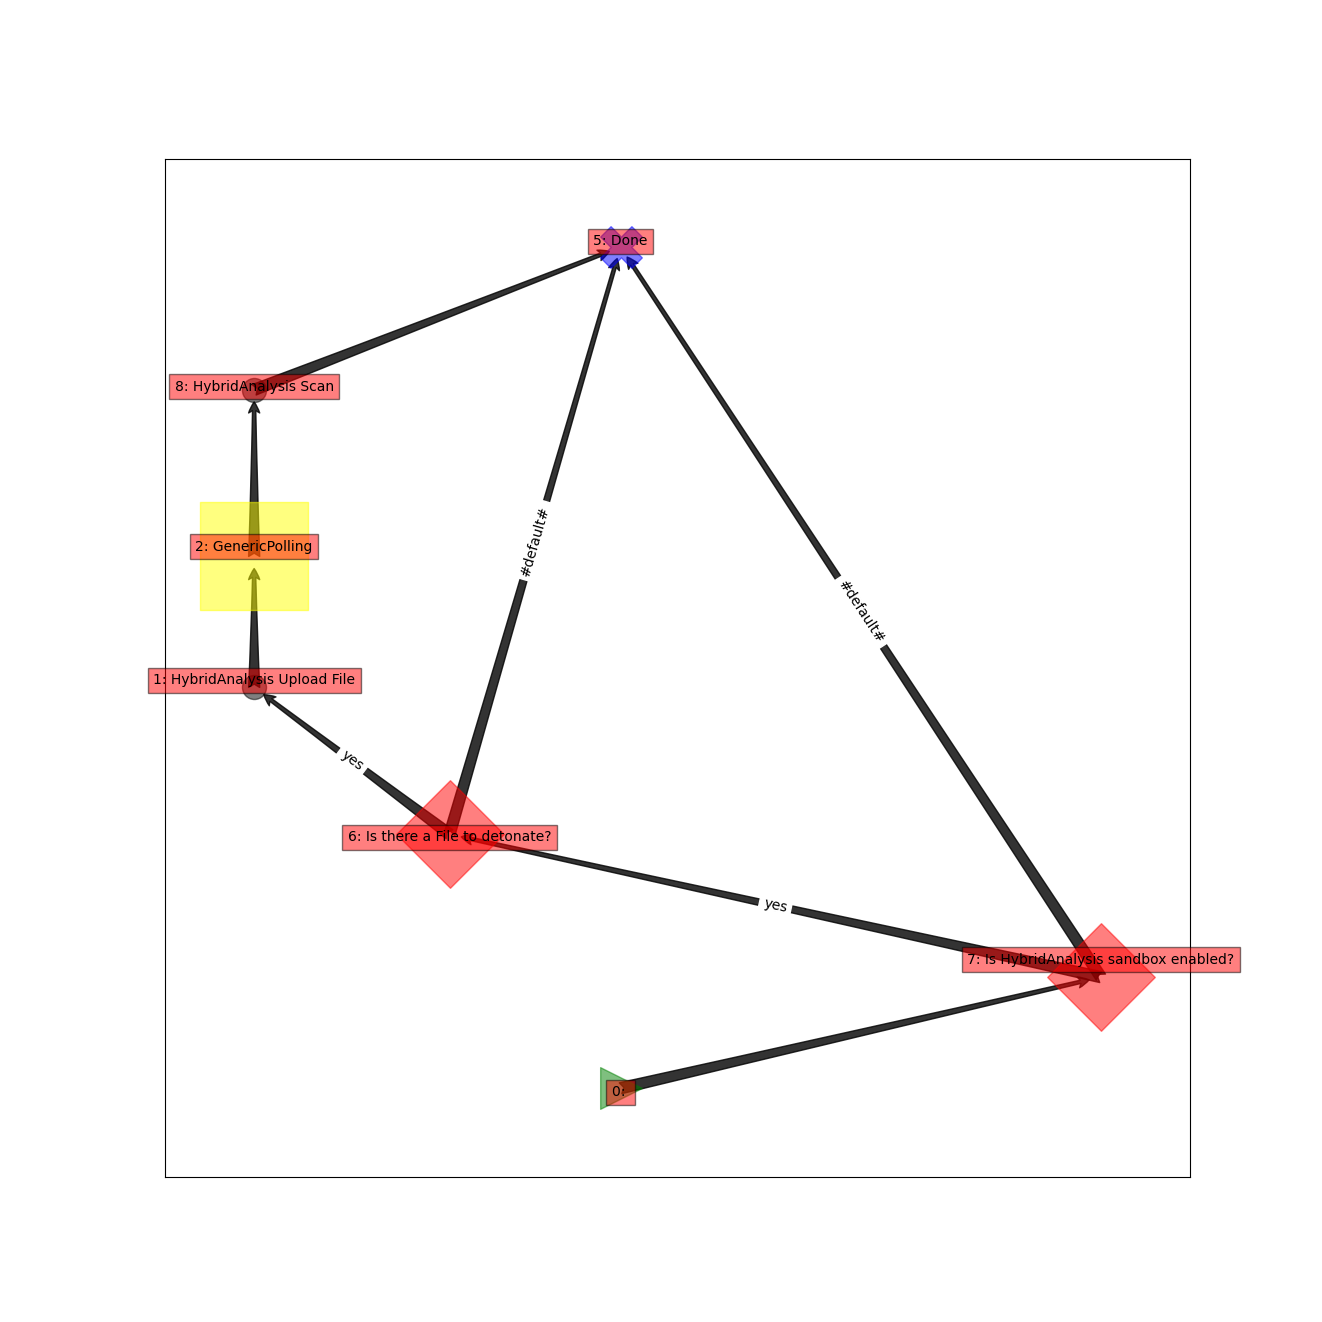 5: Done
8: HybridAnalysis Scan
#default#
2: GenericPolling
#default#
1: HybridAnalysis Upload File
yes
6: Is there a File to detonate?
yes
7: Is HybridAnalysis sandbox enabled?
0: